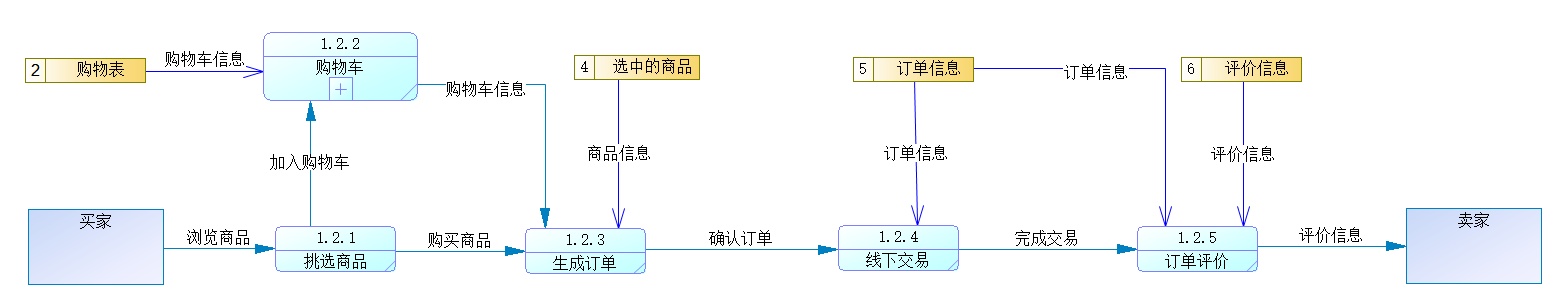 1.2.2
购物车
+
2 购物表
购物车信息
购物车信息
4 选中的商品
5 订单信息
订单信息
6 评价信息
加入购物车
商品信息
订单信息
评价信息
买家
浏览商品
1.2.1
挑选商品
购买商品
1.2.3
生成订单
确认订单
1.2.4
线下交易
完成交易
1.2.5
订单评价
评价信息
卖家